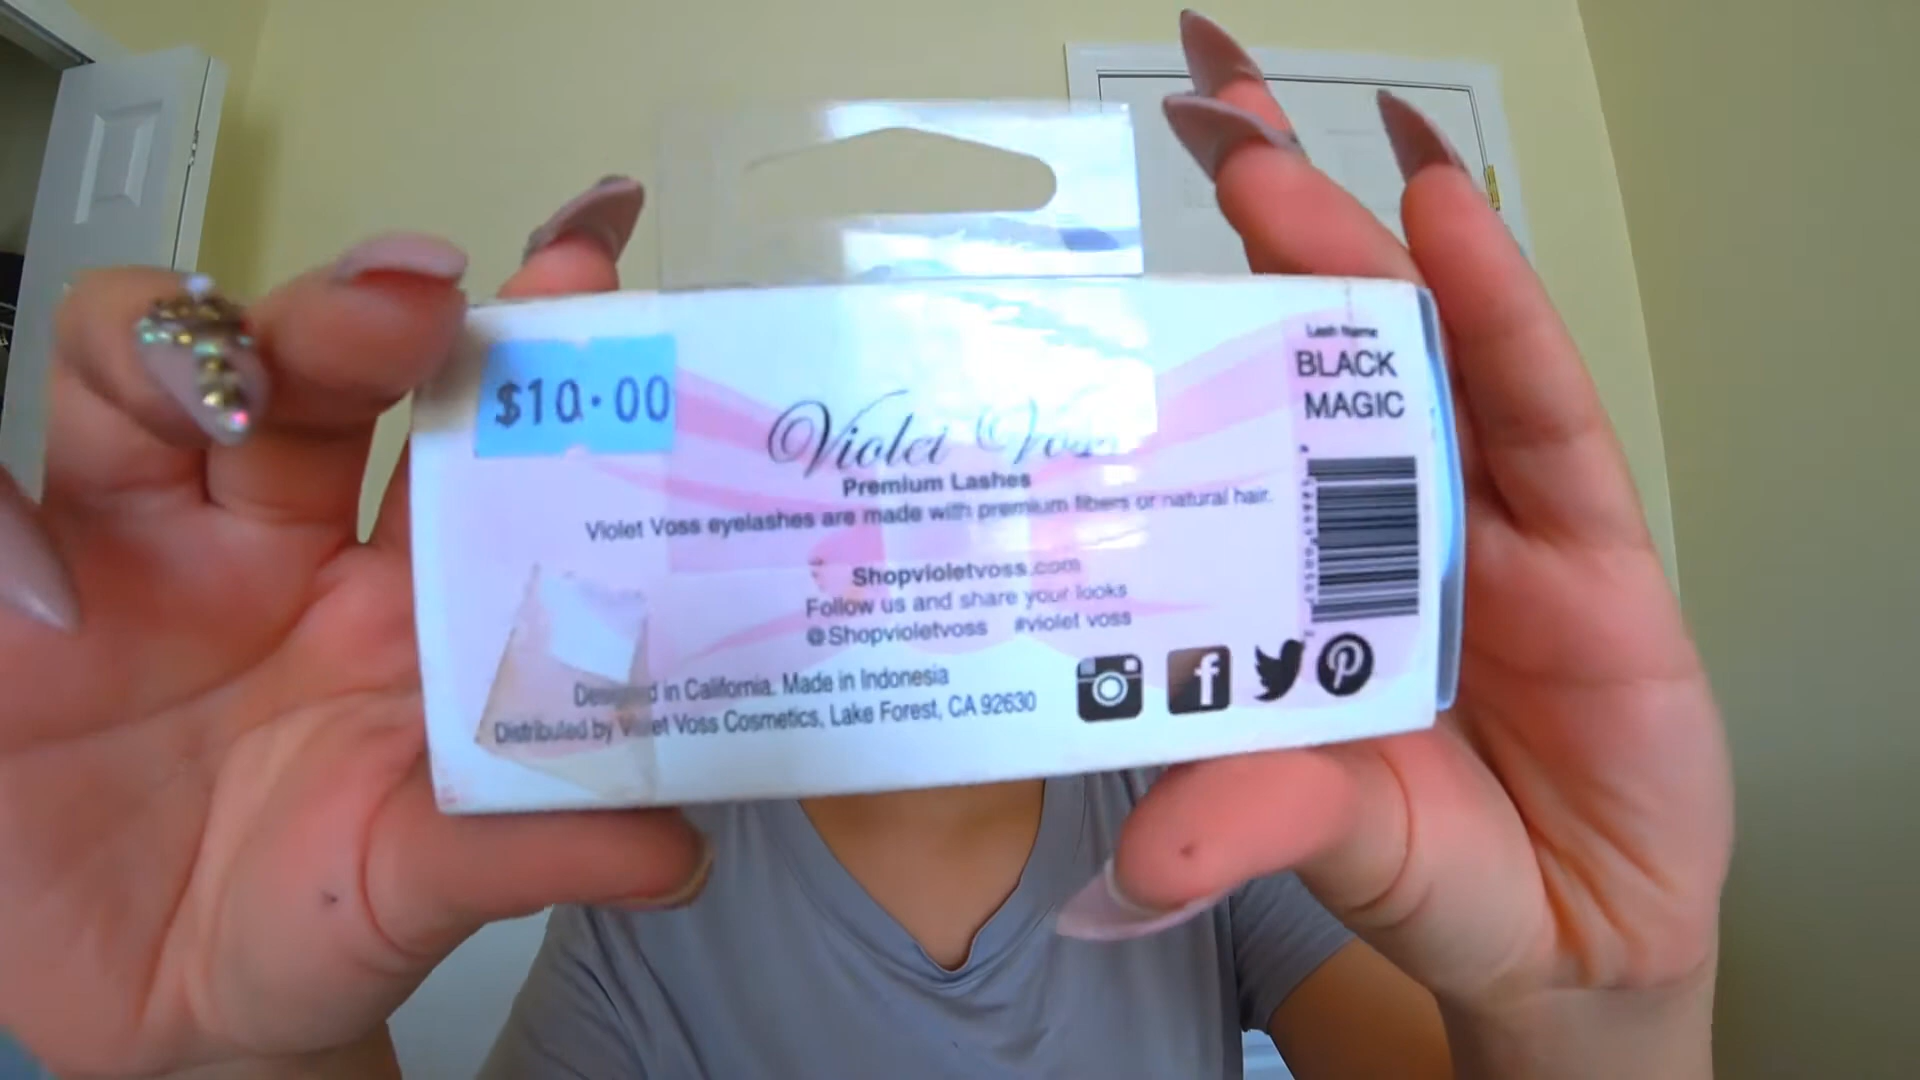 $10.00
Lash Name
BLACK
MAGIC
Violet Voss
Premium Lashes
Violet Voss eyelashes are made with premium fibers or natural hair.
Shopvioletvoss.com
Follow us and share your looks
@Shopvioletvoss #violet voss
Designed in California. Made in Indonesia
Distributed by Violet Voss Cosmetics, Lake Forest, CA 92630